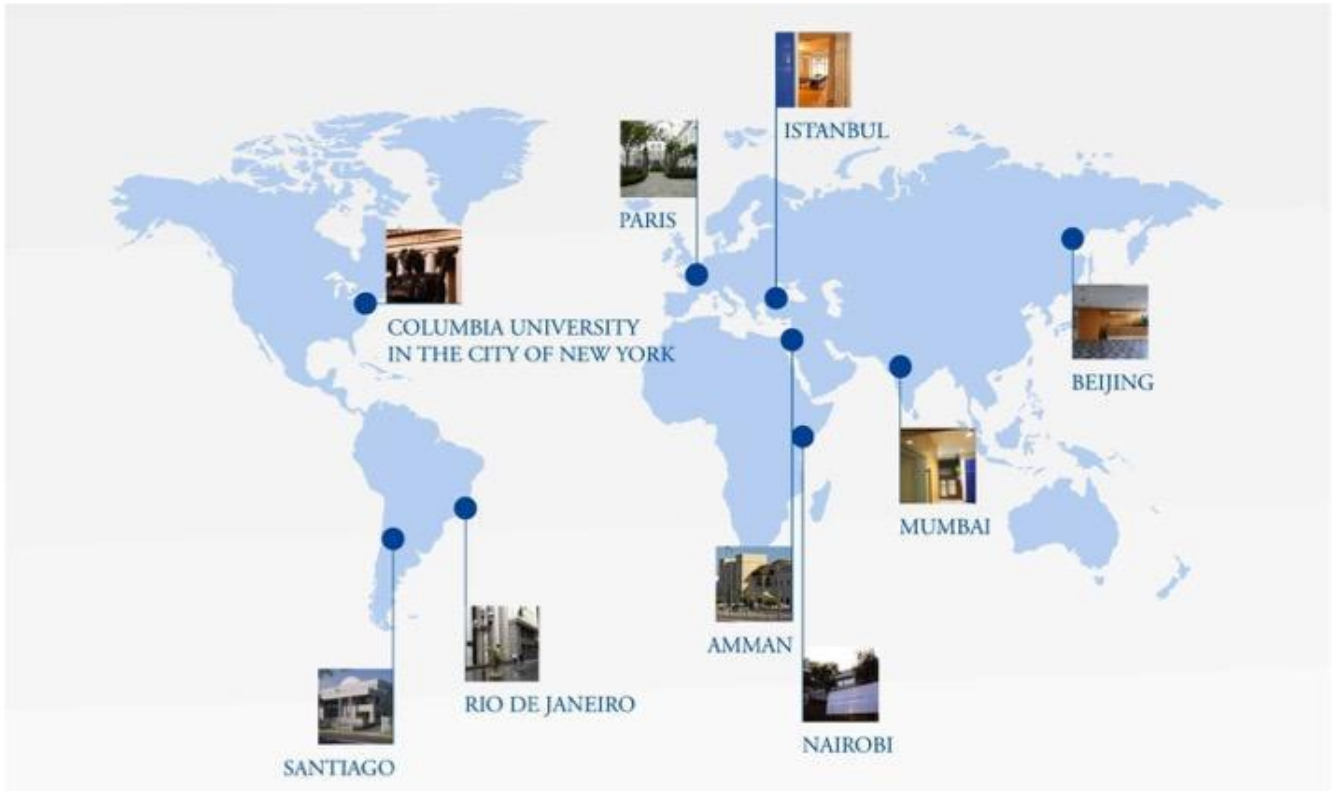 ISTANBUL
PARIS
COLUMBIA UNIVERSITY
IN THE CITY OF NEW YORK
BEIJING
MUMBAI
AMMAN
RIO DE JANEIRO
NAIROBI
SANTIAGO